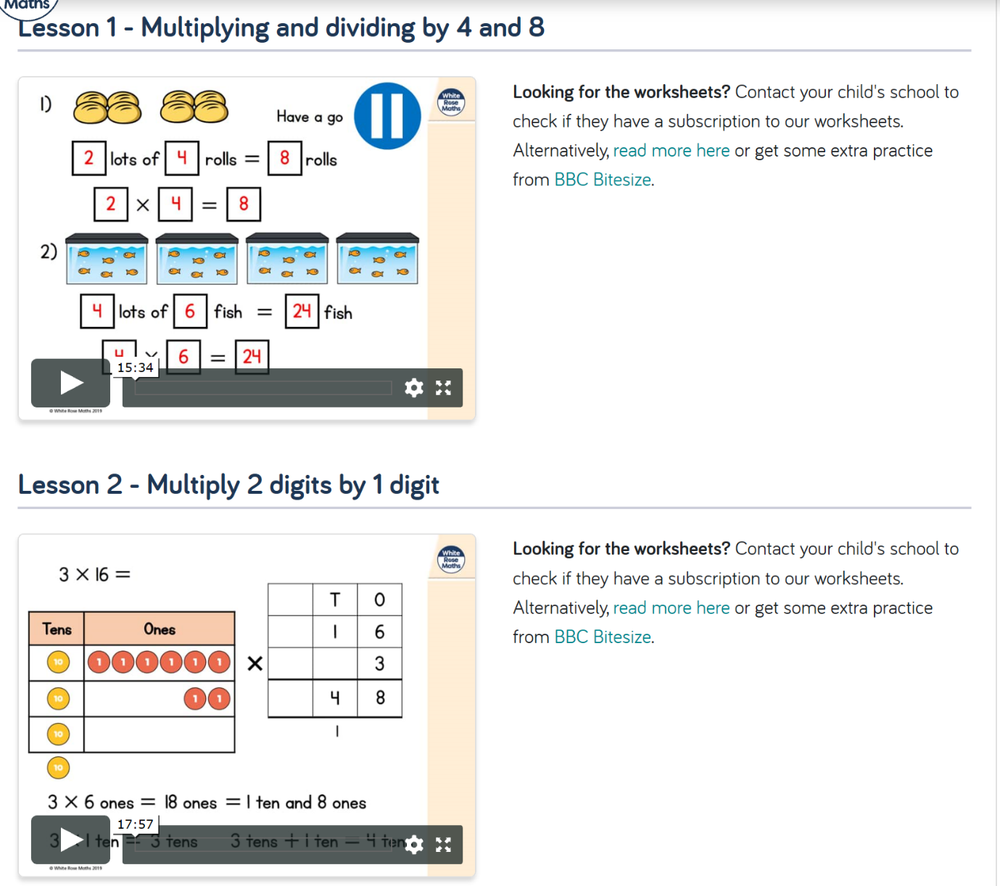 Maths
Lesson 1 - Multiplying and dividing by 4 and 8
1)
Have a go
White
Rose
Maths
2 lots of 4 rolls = 8 rolls
2 × 4 = 8
2)
4 lots of 6 fish = 24 fish
4 × 6 = 24
15:34
© White Rose Maths 2019
Looking for the worksheets? Contact your child's school to
check if they have a subscription to our worksheets.
Alternatively, read more here or get some extra practice
from BBC Bitesize.
Lesson 2 - Multiply 2 digits by 1 digit
White
Rose
Maths
3 × 16 =
Tens Ones
10 1 1 1 1 1 1
10 1 1
10
10
T O
1 6
× 3
4 8
1
3 × 6 ones = 18 ones = 1 ten and 8 ones
17:57
3 × 1 ten = 3 tens 3 tens + 1 ten = 4 ten
© White Rose Maths 2019
Looking for the worksheets? Contact your child's school to
check if they have a subscription to our worksheets.
Alternatively, read more here or get some extra practice
from BBC Bitesize.